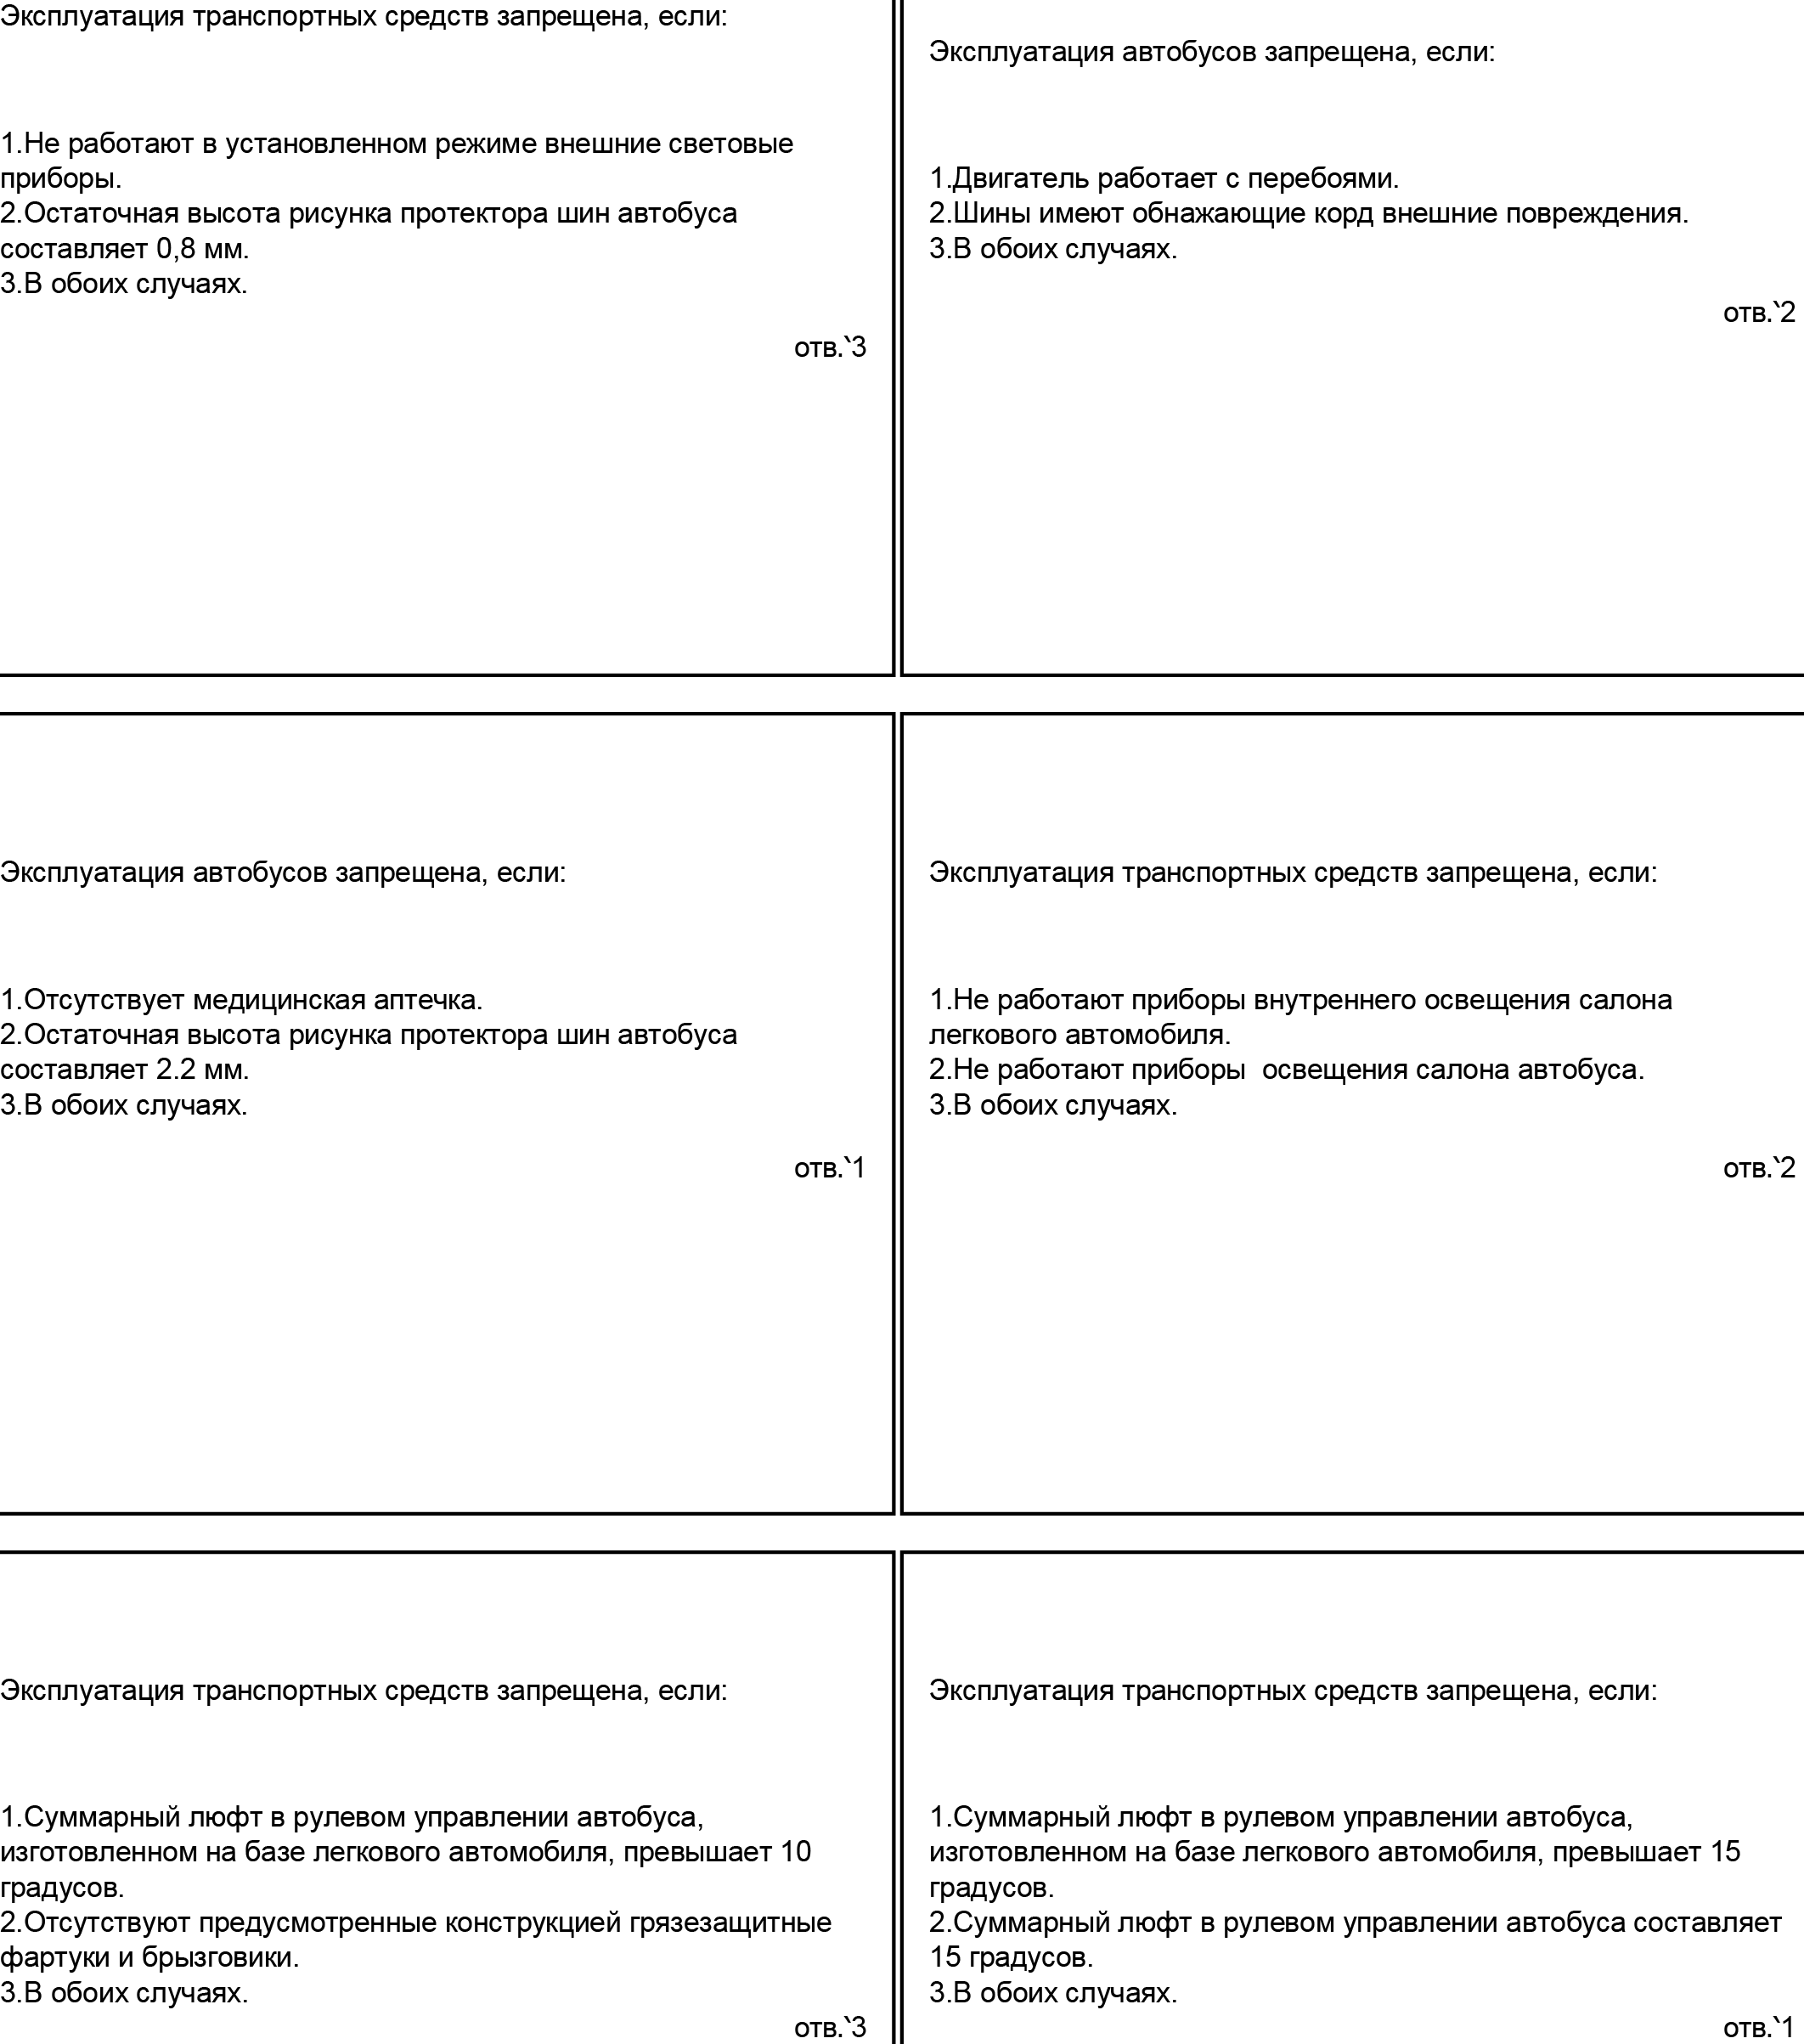 Эксплуатация транспортных средств запрещена, если:
1.Не работают в установленном режиме внешние световые
приборы.
2.Остаточная высота рисунка протектора шин автобуса
составляет 0,8 мм.
3.В обоих случаях.
отв.`3
Эксплуатация автобусов запрещена, если:
1.Двигатель работает с перебоями.
2.Шины имеют обнажающие корд внешние повреждения.
3.В обоих случаях.
отв.`2
Эксплуатация автобусов запрещена, если:
1.Отсутствует медицинская аптечка.
2.Остаточная высота рисунка протектора шин автобуса
составляет 2.2 мм.
3.В обоих случаях.
отв.`1
Эксплуатация транспортных средств запрещена, если:
1.Не работают приборы внутреннего освещения салона
легкового автомобиля.
2.Не работают приборы  освещения салона автобуса.
3.В обоих случаях.
отв.`2
Эксплуатация транспортных средств запрещена, если:
1.Суммарный люфт в рулевом управлении автобуса,
изготовленном на базе легкового автомобиля, превышает 10
градусов.
2.Отсутствуют предусмотренные конструкцией грязезащитные
фартуки и брызговики.
3.В обоих случаях.
отв.`3
Эксплуатация транспортных средств запрещена, если:
1.Суммарный люфт в рулевом управлении автобуса,
изготовленном на базе легкового автомобиля, превышает 15
градусов.
2.Суммарный люфт в рулевом управлении автобуса составляет
15 градусов.
3.В обоих случаях.
отв.`1